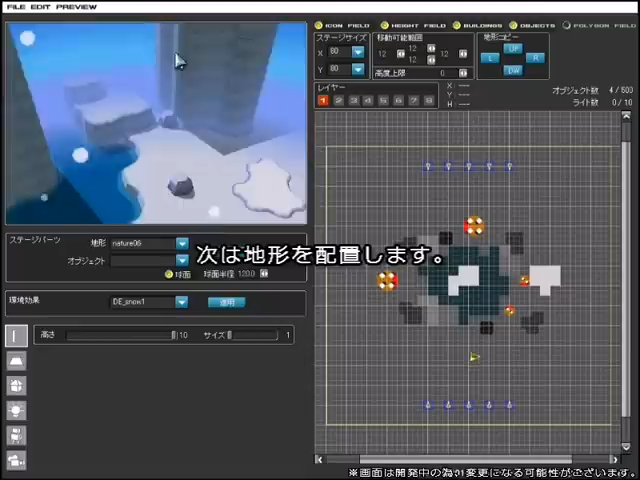 FILE EDIT PREVIEW
ICON FIELD HEIGHT FIELD BUILDINGS OBJECTS POLYGON FIELD
ステージサイズ
X 80
Y 80
移動可能範囲
12 12 12 12
高度上限 0
地形コピー
UP
L R
DW
レイヤー
1 2 3 4 5 6 7 8
X : ---
Y : ---
H : ---
オブジェクト数 4 / 500
ライト数 0 / 10
ステージパーツ 地形 nature06
オブジェクト
球面 球面半径 120.0
次は地形を配置します。
環境効果 DE_snow1 適用
高さ 10 サイズ 1
※画面は開発中の為、変更になる可能性がございます。